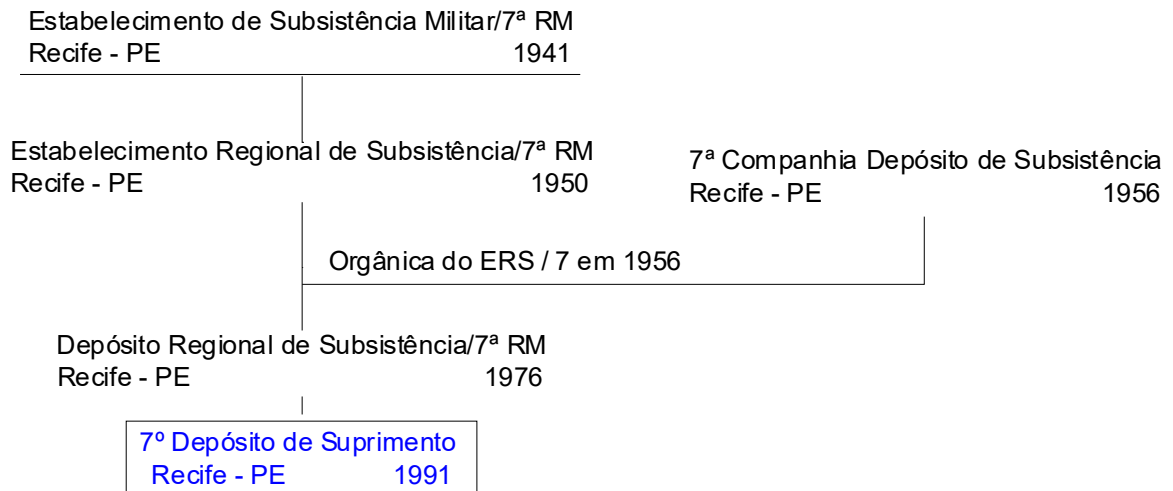 Estabelecimento de Subsistência Militar/7ª RM
Recife - PE 1941
Estabelecimento Regional de Subsistência/7ª RM
Recife - PE 1950
7ª Companhia Depósito de Subsistência
Recife - PE 1956
Orgânica do ERS / 7 em 1956
Depósito Regional de Subsistência/7ª RM
Recife - PE 1976
7º Depósito de Suprimento
Recife - PE 1991